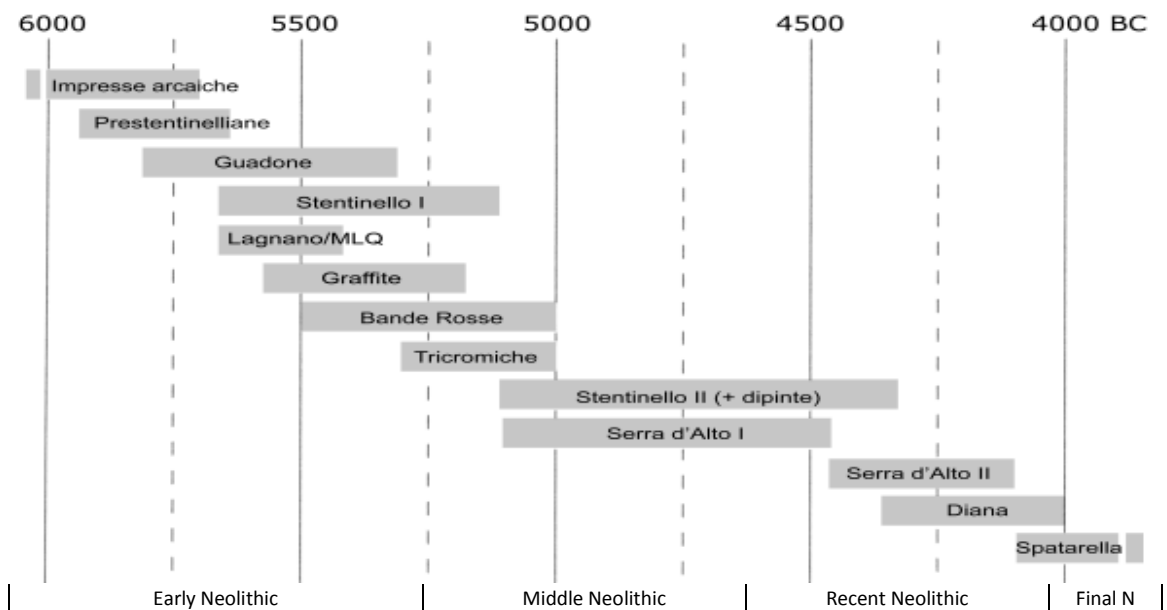 6000 5500 5000 4500 4000 BC
Impresse arcaiche
Prestentinelliane
Guadone
Stentinello I
Lagnano/MLQ
Graffite
Bande Rosse
Tricromiche
Stentinello II (+ dipinte)
Serra d'Alto I
Serra d'Alto II
Diana
Spatarella
Early Neolithic Middle Neolithic Recent Neolithic Final N